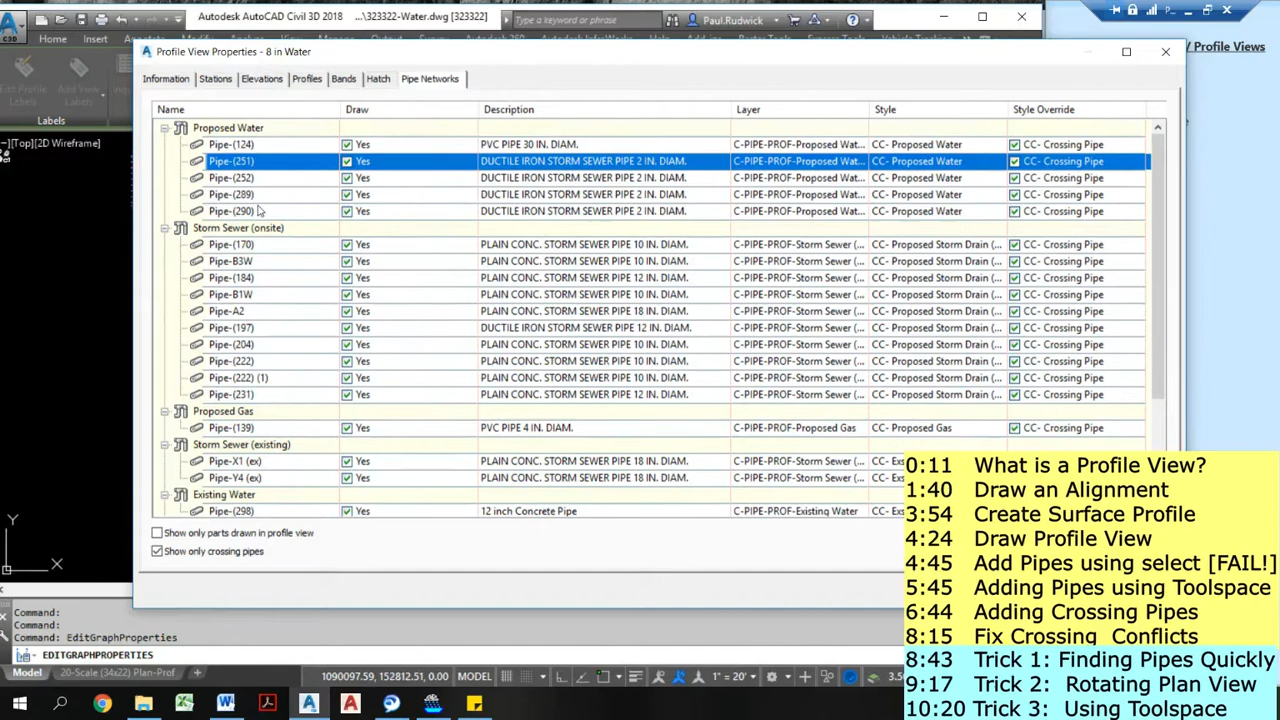 Autodesk AutoCAD Civil 3D 2018 ...\323322-Water.dwg [323322] Type a keyword or phrase Paul.Rudwick
Home Insert Annotate
/ Profile Views
Profile View Properties - 8 in Water
Information Stations Elevations Profiles Bands Hatch Pipe Networks
Edit Profile
Labels
Add View
Labels
Labels
[Top][2D Wireframe]
Name Draw Description Layer Style Style Override
Proposed Water
Pipe-(124) Yes PVC PIPE 30 IN. DIAM. C-PIPE-PROF-Proposed Wat... CC- Proposed Water CC- Crossing Pipe
Pipe-(251) Yes DUCTILE IRON STORM SEWER PIPE 2 IN. DIAM. C-PIPE-PROF-Proposed Wat... CC- Proposed Water CC- Crossing Pipe
Pipe-(252) Yes DUCTILE IRON STORM SEWER PIPE 2 IN. DIAM. C-PIPE-PROF-Proposed Wat... CC- Proposed Water CC- Crossing Pipe
Pipe-(289) Yes DUCTILE IRON STORM SEWER PIPE 2 IN. DIAM. C-PIPE-PROF-Proposed Wat... CC- Proposed Water CC- Crossing Pipe
Pipe-(290) Yes DUCTILE IRON STORM SEWER PIPE 2 IN. DIAM. C-PIPE-PROF-Proposed Wat... CC- Proposed Water CC- Crossing Pipe
Storm Sewer (onsite)
Pipe-(170) Yes PLAIN CONC. STORM SEWER PIPE 10 IN. DIAM. C-PIPE-PROF-Storm Sewer (... CC- Proposed Storm Drain (... CC- Crossing Pipe
Pipe-B3W Yes PLAIN CONC. STORM SEWER PIPE 10 IN. DIAM. C-PIPE-PROF-Storm Sewer (... CC- Proposed Storm Drain (... CC- Crossing Pipe
Pipe-(184) Yes PLAIN CONC. STORM SEWER PIPE 12 IN. DIAM. C-PIPE-PROF-Storm Sewer (... CC- Proposed Storm Drain (... CC- Crossing Pipe
Pipe-B1W Yes PLAIN CONC. STORM SEWER PIPE 10 IN. DIAM. C-PIPE-PROF-Storm Sewer (... CC- Proposed Storm Drain (... CC- Crossing Pipe
Pipe-A2 Yes PLAIN CONC. STORM SEWER PIPE 18 IN. DIAM. C-PIPE-PROF-Storm Sewer (... CC- Proposed Storm Drain (... CC- Crossing Pipe
Pipe-(197) Yes DUCTILE IRON STORM SEWER PIPE 12 IN. DIAM. C-PIPE-PROF-Storm Sewer (... CC- Proposed Storm Drain (... CC- Crossing Pipe
Pipe-(204) Yes PLAIN CONC. STORM SEWER PIPE 10 IN. DIAM. C-PIPE-PROF-Storm Sewer (... CC- Proposed Storm Drain (... CC- Crossing Pipe
Pipe-(222) Yes PLAIN CONC. STORM SEWER PIPE 10 IN. DIAM. C-PIPE-PROF-Storm Sewer (... CC- Proposed Storm Drain (... CC- Crossing Pipe
Pipe-(222) (1) Yes PLAIN CONC. STORM SEWER PIPE 10 IN. DIAM. C-PIPE-PROF-Storm Sewer (... CC- Proposed Storm Drain (... CC- Crossing Pipe
Pipe-(231) Yes PLAIN CONC. STORM SEWER PIPE 12 IN. DIAM. C-PIPE-PROF-Storm Sewer (... CC- Proposed Storm Drain (... CC- Crossing Pipe
Proposed Gas
Pipe-(139) Yes PVC PIPE 4 IN. DIAM. C-PIPE-PROF-Proposed Gas CC- Proposed Gas CC- Crossing Pipe
Storm Sewer (existing)
Pipe-X1 (ex) Yes PLAIN CONC. STORM SEWER PIPE 18 IN. DIAM. C-PIPE-PROF-Storm Sewer (... CC- Exs
Pipe-Y4 (ex) Yes PLAIN CONC. STORM SEWER PIPE 18 IN. DIAM. C-PIPE-PROF-Storm Sewer (... CC- Exs
Existing Water
Pipe-(298) Yes 12 inch Concrete Pipe C-PIPE-PROF-Existing Water CC- Exi
Show only parts drawn in profile view
Show only crossing pipes
Y
X
Command:
Command:
Command: EditGraphProperties
EDITGRAPHPROPERTIES
Model 20-Scale (34x22) Plan-Prof + 1090097.59, 152812.51, 0.00 MODEL 1" = 20' 3.5
0:11 What is a Profile View?
1:40 Draw an Alignment
3:54 Create Surface Profile
4:24 Draw Profile View
4:45 Add Pipes using select [FAIL!]
5:45 Adding Pipes using Toolspace
6:44 Adding Crossing Pipes
8:15 Fix Crossing Conflicts
8:43 Trick 1: Finding Pipes Quickly
9:17 Trick 2: Rotating Plan View
10:20 Trick 3: Using Toolspace